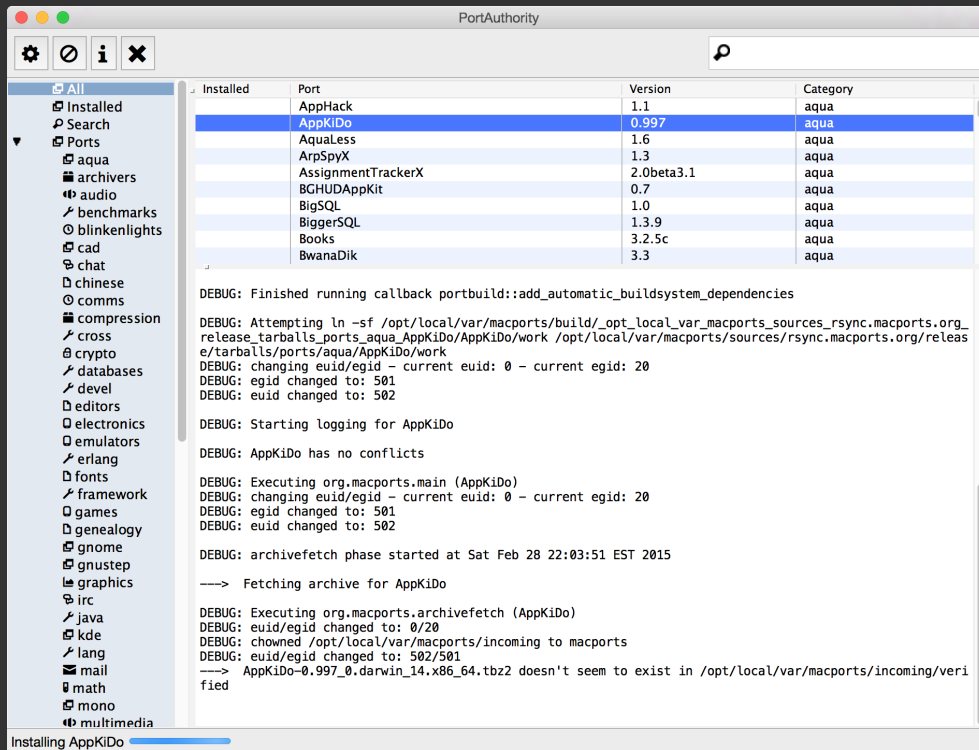 PortAuthority
All
Installed
Search
Ports
aqua
archivers
audio
benchmarks
blinkenlights
cad
chat
chinese
comms
compression
cross
crypto
databases
devel
editors
electronics
emulators
erlang
fonts
framework
games
genealogy
gnome
gnustep
graphics
irc
java
kde
lang
mail
math
mono
multimedia
Installed Port Version Category
AppHack 1.1 aqua
AppKiDo 0.997 aqua
AquaLess 1.6 aqua
ArpSpyX 1.3 aqua
AssignmentTrackerX 2.0beta3.1 aqua
BGHUDAppKit 0.7 aqua
BigSQL 1.0 aqua
BiggerSQL 1.3.9 aqua
Books 3.2.5c aqua
BwanaDik 3.3 aqua
DEBUG: Finished running callback portbuild::add_automatic_buildsystem_dependencies
DEBUG: Attempting ln -sf /opt/local/var/macports/build/_opt_local_var_macports_sources_rsync.macports.org_
release_tarballs_ports_aqua_AppKiDo/AppKiDo/work /opt/local/var/macports/sources/rsync.macports.org/releas
e/tarballs/ports/aqua/AppKiDo/work
DEBUG: changing euid/egid - current euid: 0 - current egid: 20
DEBUG: egid changed to: 501
DEBUG: euid changed to: 502
DEBUG: Starting logging for AppKiDo
DEBUG: AppKiDo has no conflicts
DEBUG: Executing org.macports.main (AppKiDo)
DEBUG: changing euid/egid - current euid: 0 - current egid: 20
DEBUG: egid changed to: 501
DEBUG: euid changed to: 502
DEBUG: archivefetch phase started at Sat Feb 28 22:03:51 EST 2015
---> Fetching archive for AppKiDo
DEBUG: Executing org.macports.archivefetch (AppKiDo)
DEBUG: euid/egid changed to: 0/20
DEBUG: chowned /opt/local/var/macports/incoming to macports
DEBUG: euid/egid changed to: 502/501
---> AppKiDo-0.997_0.darwin_14.x86_64.tbz2 doesn't seem to exist in /opt/local/var/macports/incoming/veri
fied
Installing AppKiDo